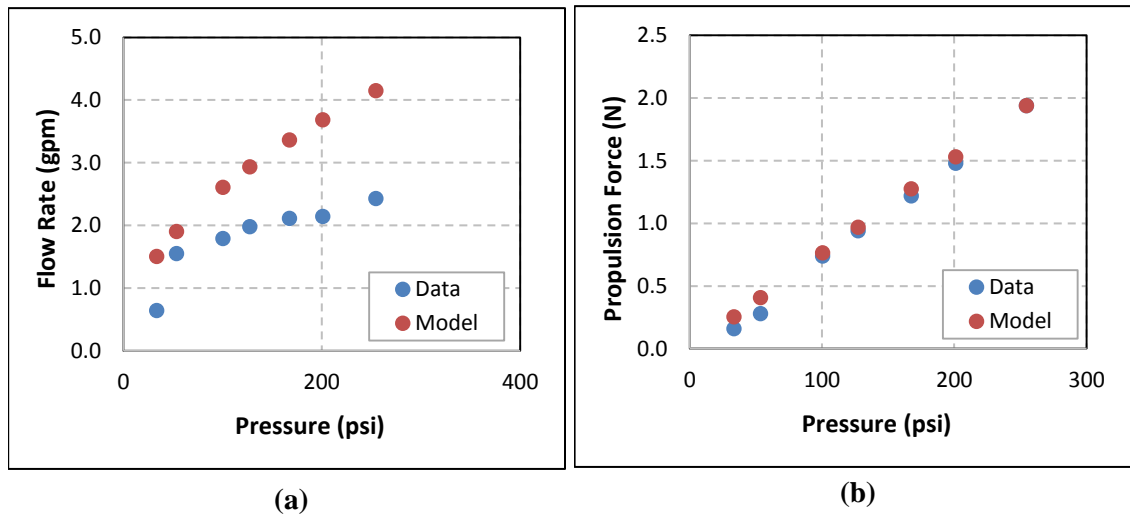 5.0
4.0
3.0
2.0
1.0
0.0
Flow Rate (gpm)
Data
Model
0 200 400
Pressure (psi)
(a)
2.5
2.0
1.5
1.0
0.5
0.0
Propulsion Force (N)
Data
Model
0 100 200 300
Pressure (psi)
(b)